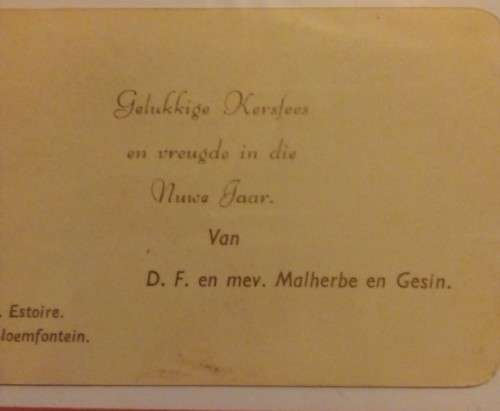 Gelukkige Kersfees
en vreugde in die
Nuwe Jaar.
Van
D. F. en mev. Malherbe en Gesin.
. Estoire.
loemfontein.